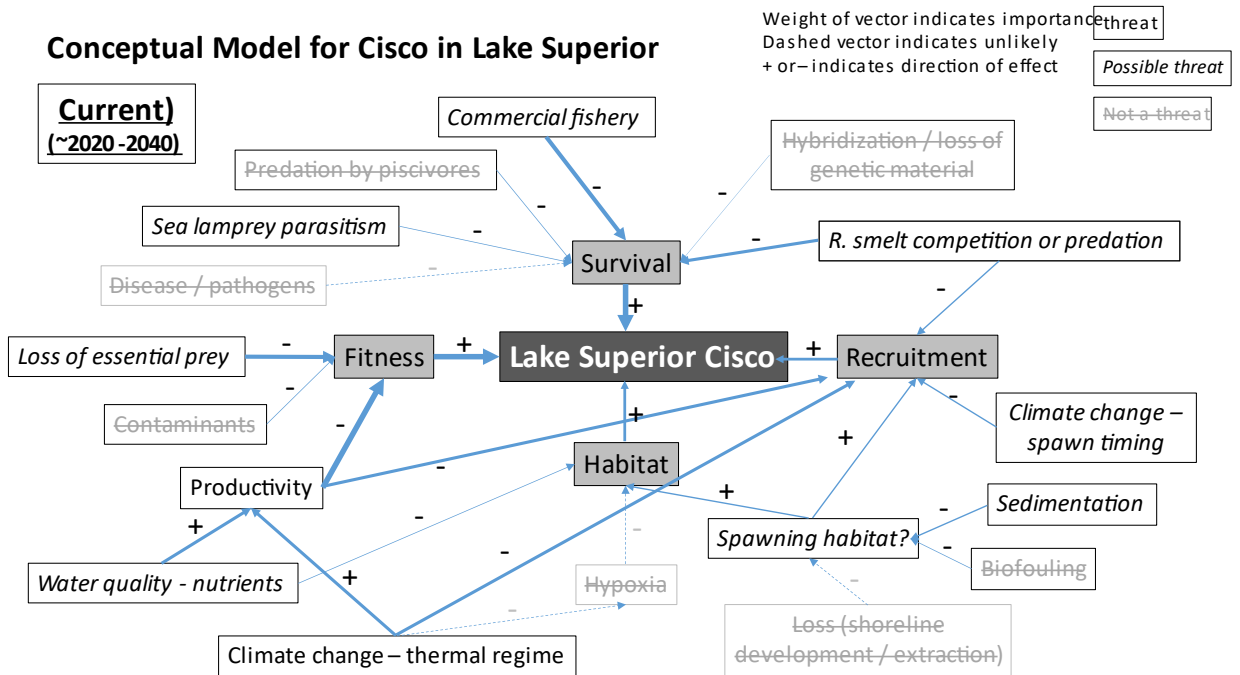 Conceptual Model for Cisco in Lake Superior
Weight of vector indicates importance
Dashed vector indicates unlikely
+ or– indicates direction of effect
threat
Possible threat
Not a threat
Current)
(~2020 -2040)
Commercial fishery
Predation by piscivores
Hybridization / loss of
genetic material
Sea lamprey parasitism
R. smelt competition or predation
Disease / pathogens
-
-
-
-
-
-
-
Survival
+
Loss of essential prey
-
Fitness
+
Lake Superior Cisco
+
Recruitment
Contaminants
-
-
+
-
Climate change –
spawn timing
Habitat
+
-
Productivity
+
-
+
-
Sedimentation
Spawning habitat?
-
Biofouling
Water quality - nutrients
+
-
-
Hypoxia
-
-
Loss (shoreline
development / extraction)
Climate change – thermal regime